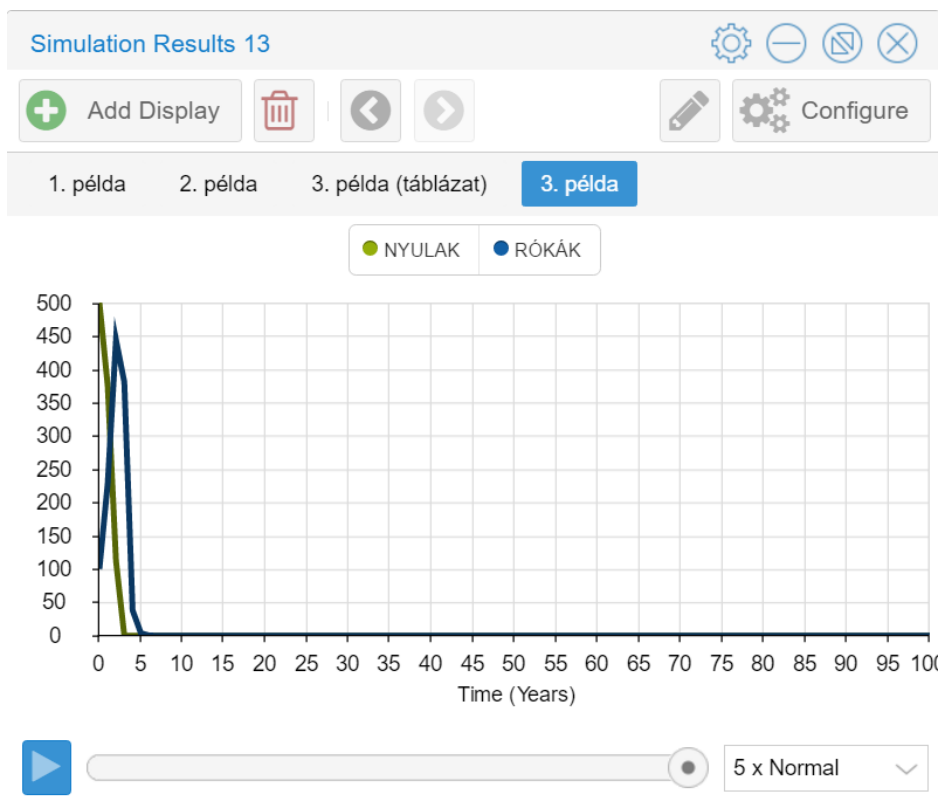 Simulation Results 13
Add Display
Configure
1. példa 2. példa 3. példa (táblázat) 3. példa
NYULAK RÓKÁK
500
450
400
350
300
250
200
150
100
50
0
0 5 10 15 20 25 30 35 40 45 50 55 60 65 70 75 80 85 90 95 100
Time (Years)
5 x Normal